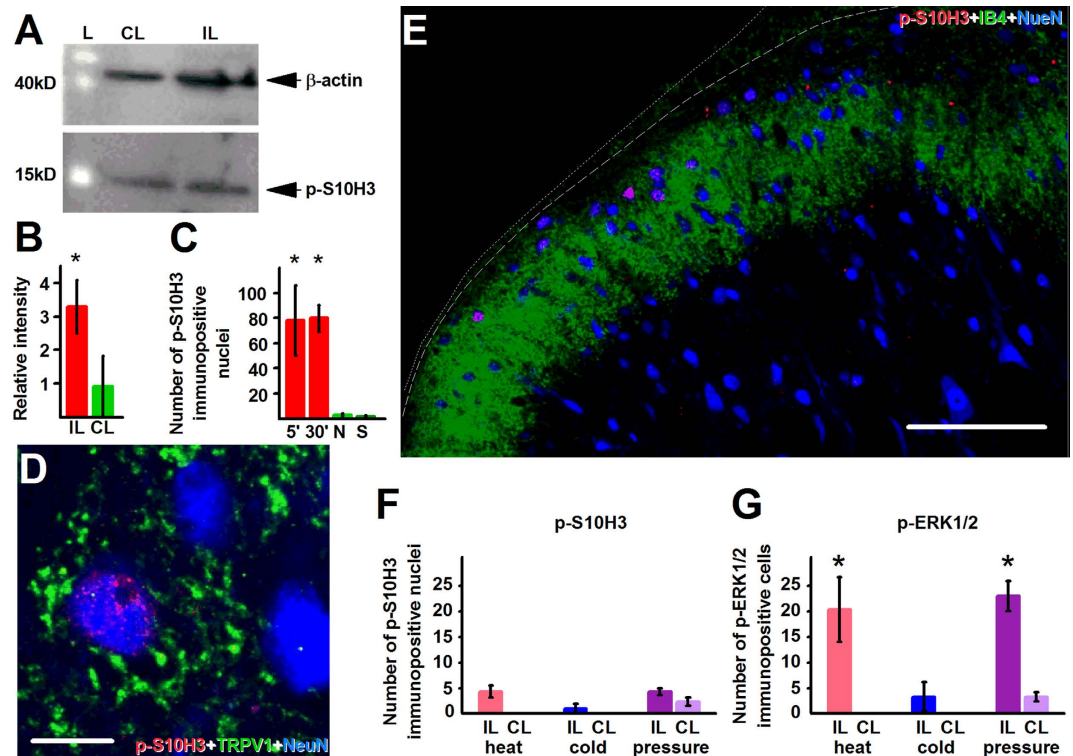 A
L CL IL
40kD
β-actin
15kD
p-S10H3
B
Relative intensity
4
3
2
1
*
IL CL
C
Number of p-S10H3
immunopositive
nuclei
100
80
60
40
20
* *
5' 30' N S
D
p-S10H3+TRPV1+NeuN
E
p-S10H3+IB4+NueN
F
p-S10H3
Number of p-S10H3
immunopositive nuclei
25
20
15
10
5
0
IL CL IL CL IL CL
heat cold pressure
G
p-ERK1/2
Number of p-ERK1/2
immunopositive cells
25
20
15
10
5
0
* *
IL CL IL CL IL CL
heat cold pressure